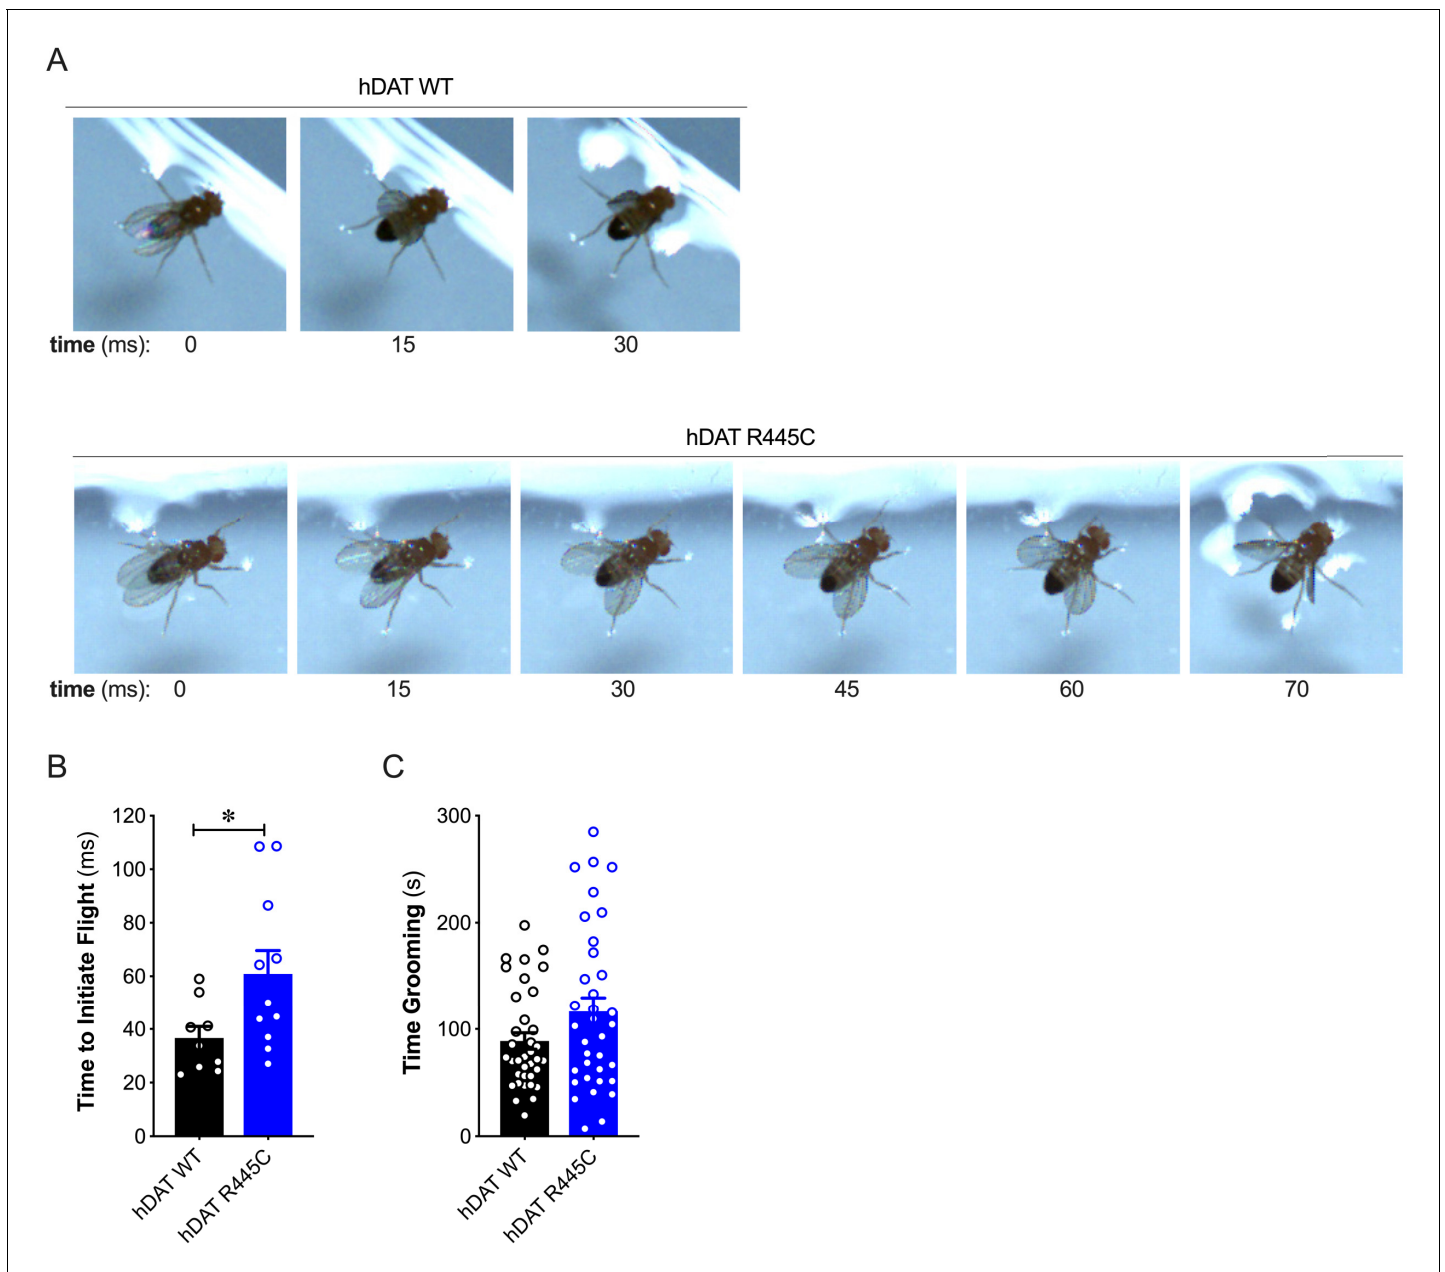 A
hDAT WT
time (ms): 0 15 30
hDAT R445C
time (ms): 0 15 30 45 60 70
B
C
120
100
80
60
40
20
0
Time to Initiate Flight (ms)
*
hDAT WT
hDAT R445C
300
200
100
0
Time Grooming (s)
hDAT WT
hDAT R445C